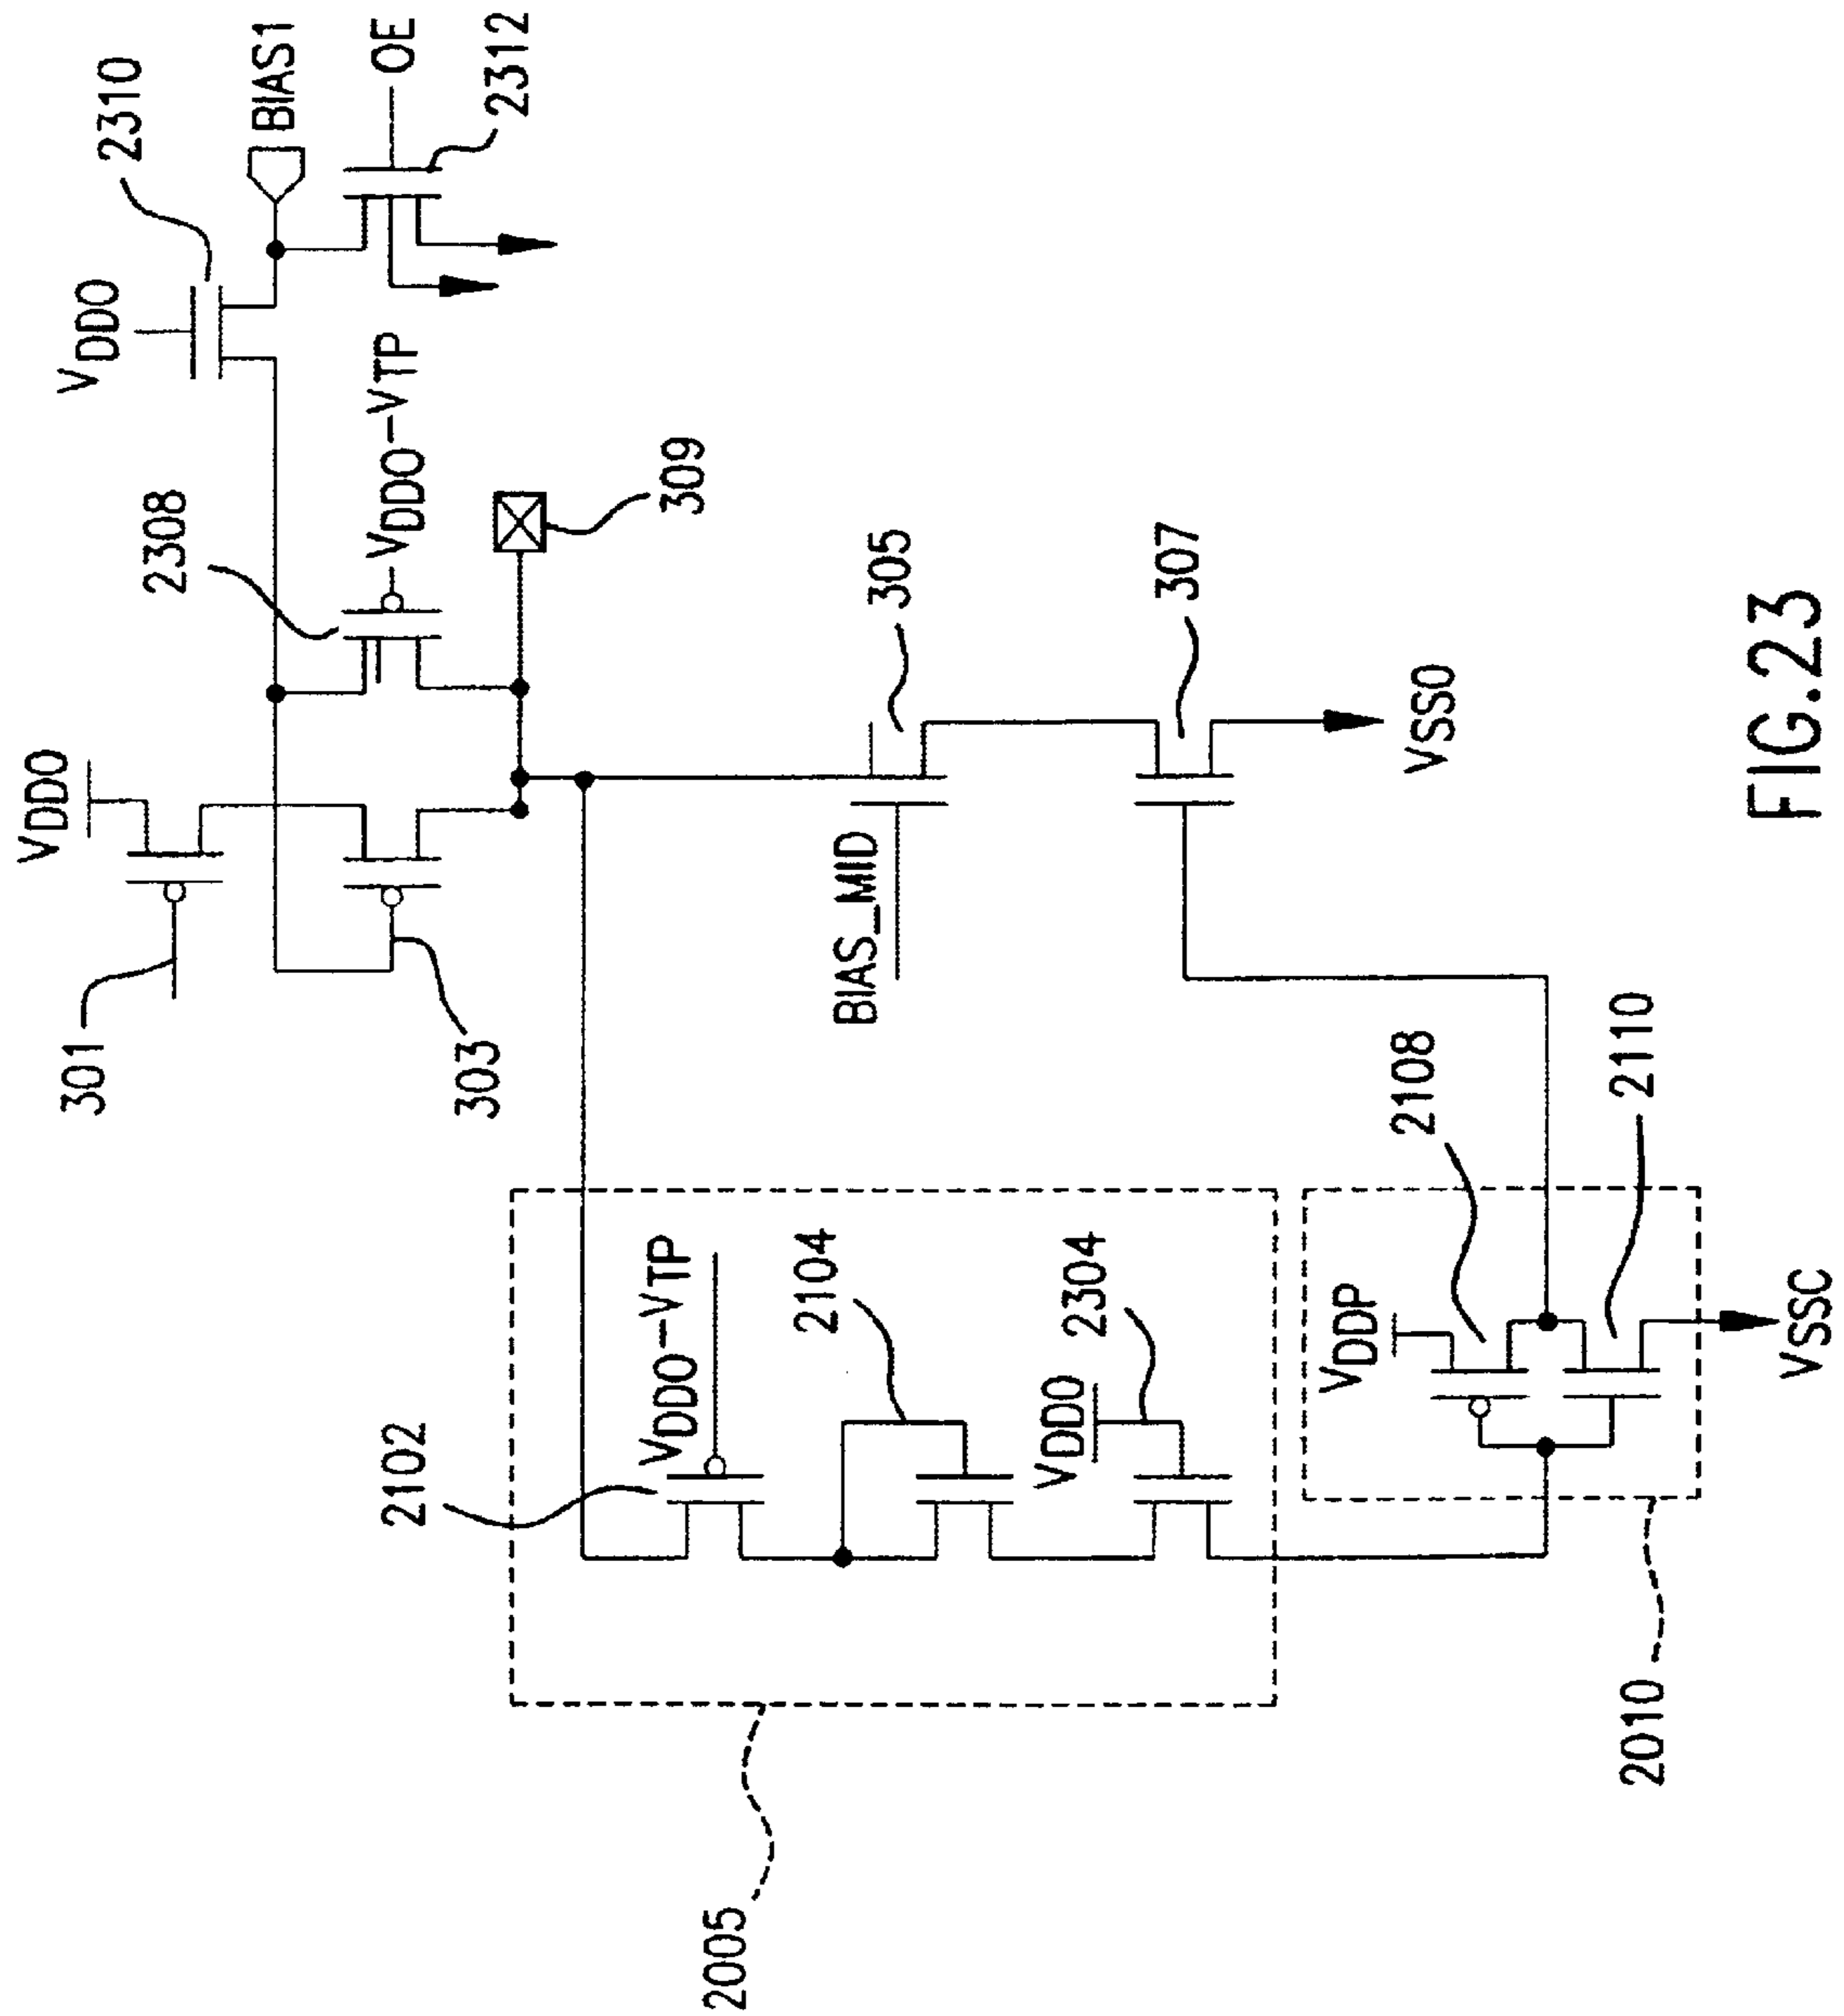 VDDO
2310
BIAS1
OE
2312
VDDO
2308
VDDO-VTP
301
303
309
BIAS_MID
305
307
VSSO
2102
VDDO-VTP
2104
VDDO
2304
2005
VDDP
2108
2110
VSSC
2010
FIG.23